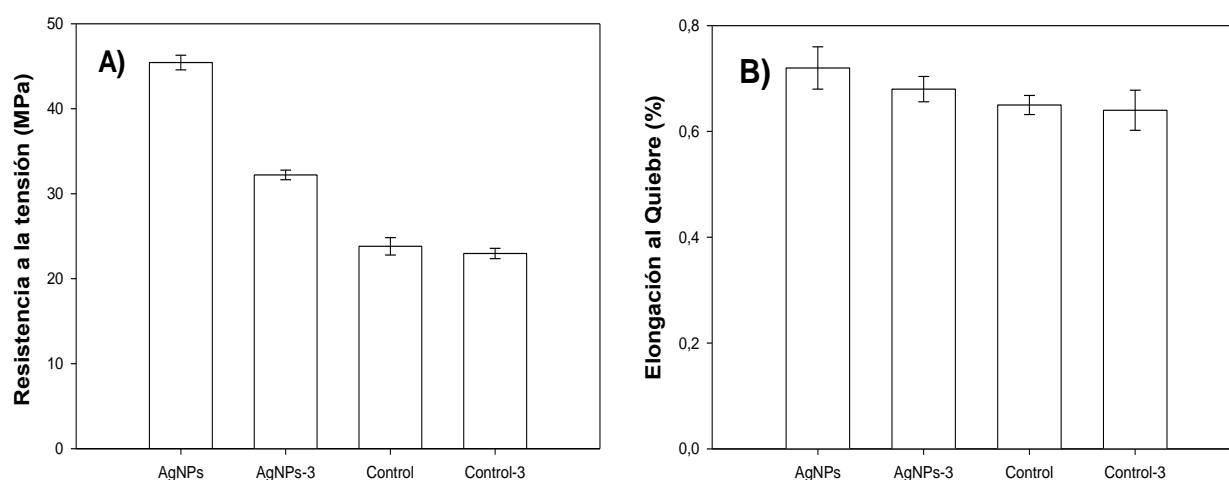 A)
Resistencia a la tensión (MPa)
50
40
30
20
10
0
AgNPs AgNPs-3 Control Control-3
B)
Elongación al Quiebre (%)
0,8
0,6
0,4
0,2
0,0
AgNPs AgNPs-3 Control Control-3